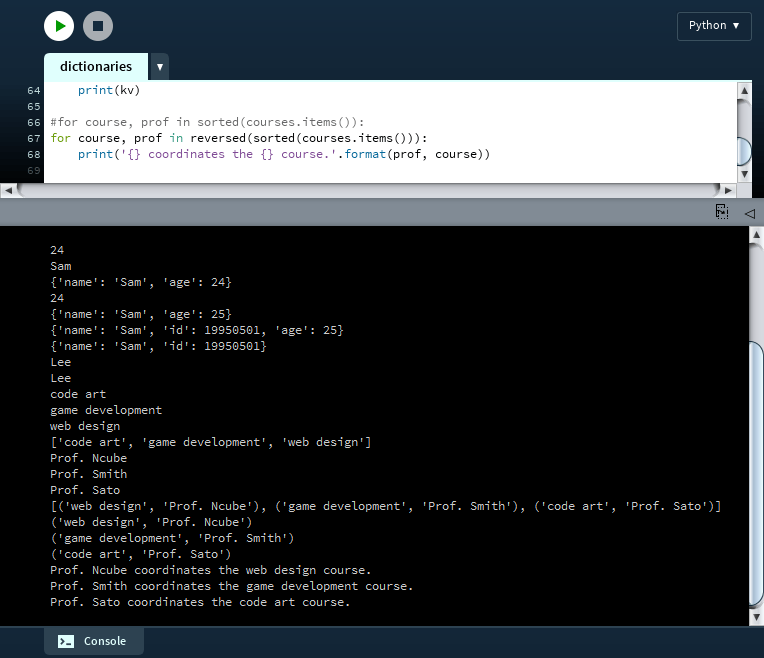 Python ▼
dictionaries ▼
64 print(kv)
65
66 #for course, prof in sorted(courses.items()):
67 for course, prof in reversed(sorted(courses.items())):
68 print('{} coordinates the {} course.'.format(prof, course))
69
24
Sam
{'name': 'Sam', 'age': 24}
24
{'name': 'Sam', 'age': 25}
{'name': 'Sam', 'id': 19950501, 'age': 25}
{'name': 'Sam', 'id': 19950501}
Lee
Lee
code art
game development
web design
['code art', 'game development', 'web design']
Prof. Ncube
Prof. Smith
Prof. Sato
[('web design', 'Prof. Ncube'), ('game development', 'Prof. Smith'), ('code art', 'Prof. Sato')]
('web design', 'Prof. Ncube')
('game development', 'Prof. Smith')
('code art', 'Prof. Sato')
Prof. Ncube coordinates the web design course.
Prof. Smith coordinates the game development course.
Prof. Sato coordinates the code art course.
Console